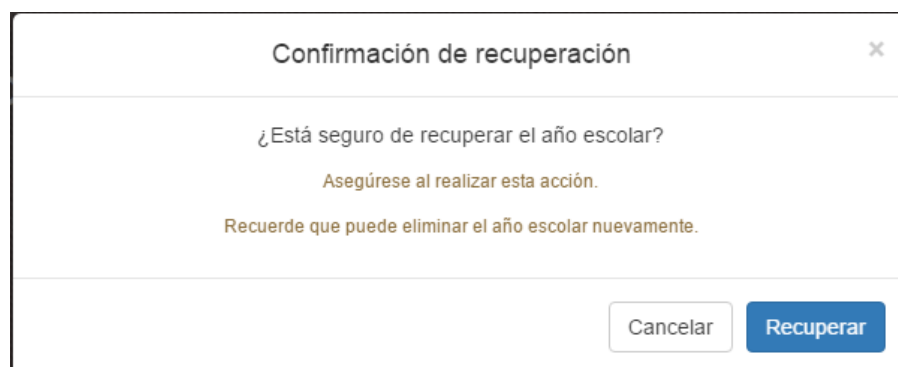 Confirmación de recuperación
×
¿Está seguro de recuperar el año escolar?
Asegúrese al realizar esta acción.
Recuerde que puede eliminar el año escolar nuevamente.
Cancelar
Recuperar